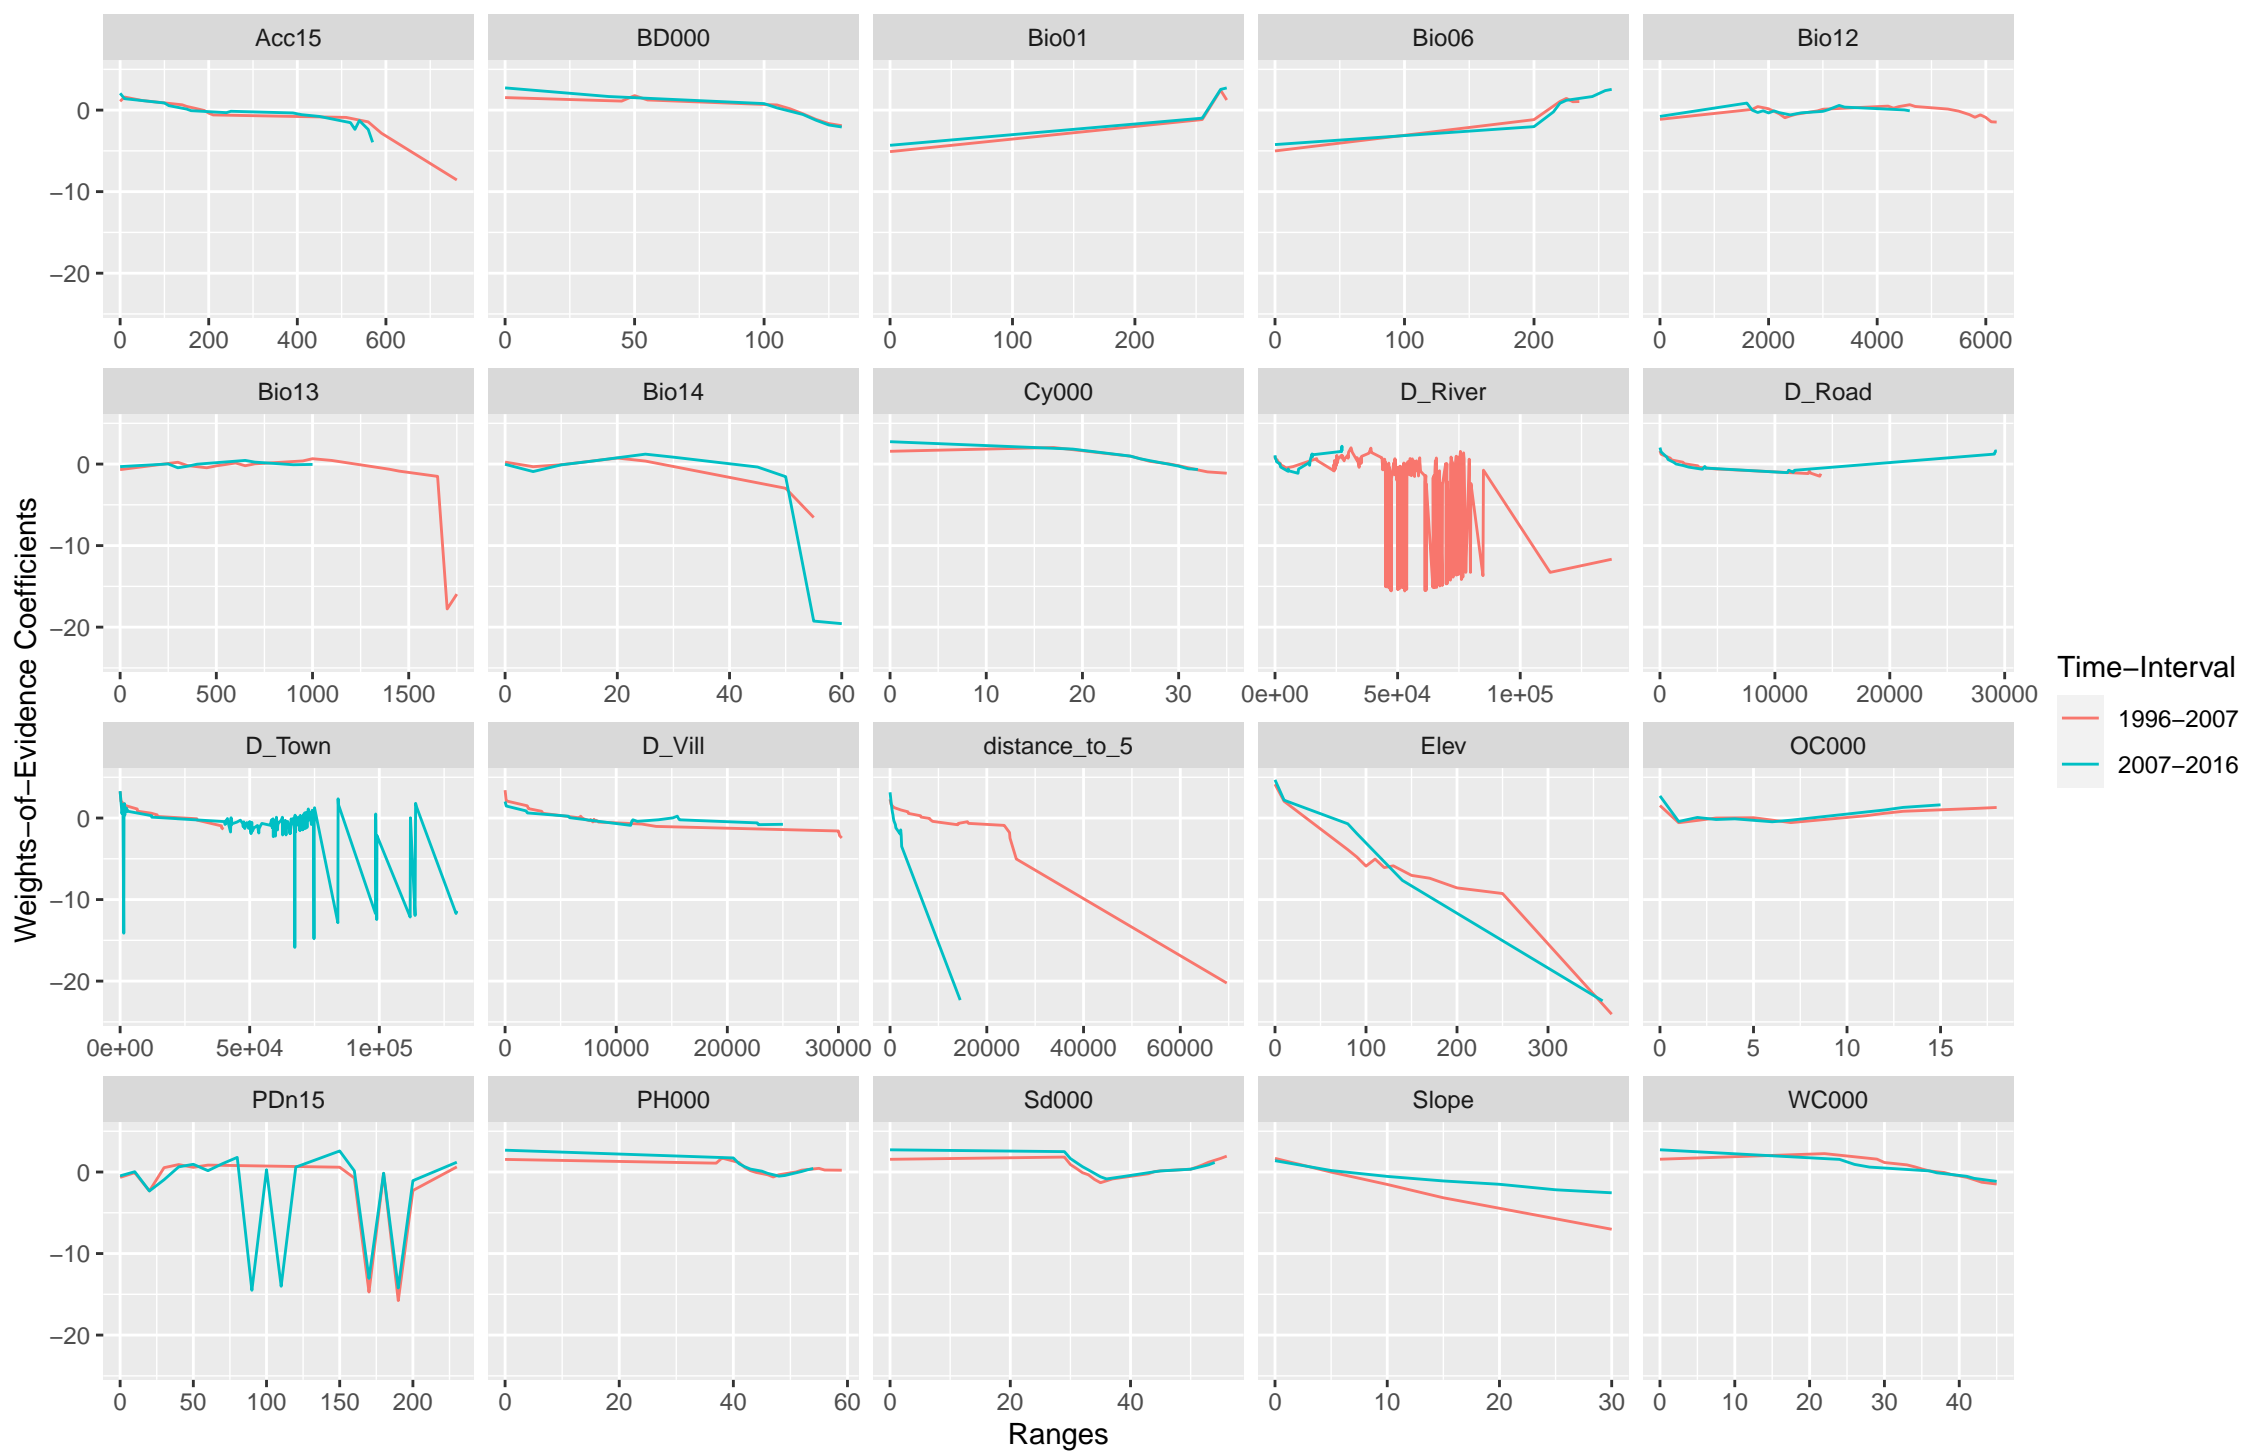 Acc15 BD000 Bio01 Bio06 Bio12
0
−10
−20
0 200 400 600 0 50 100 0 100 200 0 100 200 0 2000 4000 6000
Bio13 Bio14 Cy000 D_River D_Road
0
−10
−20
0 500 1000 1500 0 20 40 60 0 10 20 30 0e+00 5e+04 1e+05 0 10000 20000 30000
D_Town D_Vill distance_to_5 Elev OC000
0
−10
−20
0e+00 5e+04 1e+05 0 10000 20000 30000 0 20000 40000 60000 0 100 200 300 0 5 10 15
PDn15 PH000 Sd000 Slope WC000
0
−10
−20
0 50 100 150 200 0 20 40 60 0 20 40 0 10 20 30 0 10 20 30 40
Ranges
Weights−of−Evidence Coefficients
Time−Interval
1996−2007
2007−2016